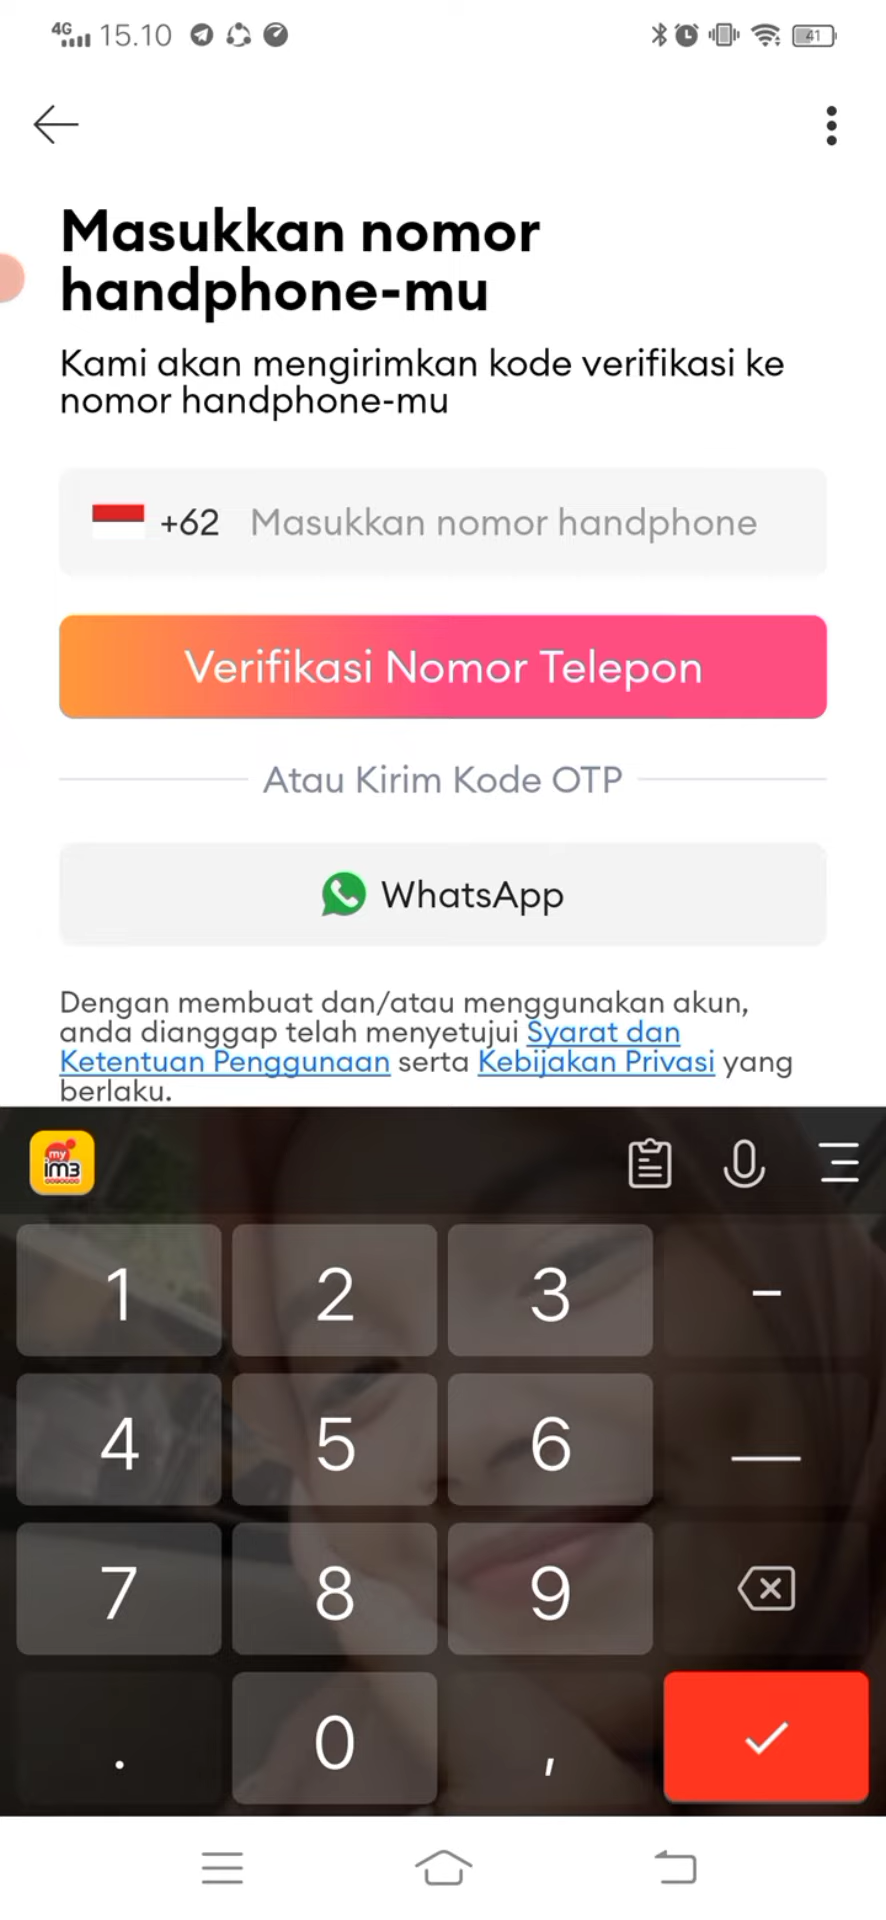 4G 15.10 41
Masukkan nomor
handphone-mu
Kami akan mengirimkan kode verifikasi ke
nomor handphone-mu
+62 Masukkan nomor handphone
Verifikasi Nomor Telepon
Atau Kirim Kode OTP
WhatsApp
Dengan membuat dan/atau menggunakan akun,
anda dianggap telah menyetujui Syarat dan
Ketentuan Penggunaan serta Kebijakan Privasi yang
berlaku.
my
im3
1 2 3 -
4 5 6 _
7 8 9
. 0 ,